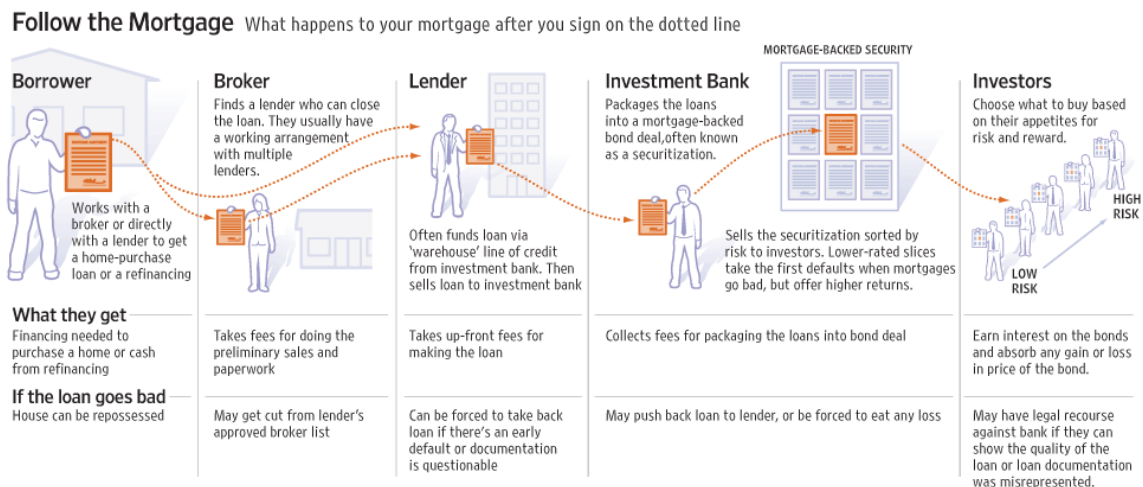 Follow the Mortgage What happens to your mortgage after you sign on the dotted line
Borrower
Works with a
broker or directly
with a lender to get
a home-purchase
loan or a refinancing
Broker
Finds a lender who can close
the loan. They usually have
a working arrangement
with multiple
lenders.
Lender
Often funds loan via
'warehouse' line of credit
from investment bank. Then
sells loan to investment bank
Investment Bank
Packages the loans
into a mortgage-backed
bond deal,often known
as a securitization.
MORTGAGE-BACKED SECURITY
Sells the securitization sorted by
risk to investors. Lower-rated slices
take the first defaults when mortgages
go bad, but offer higher returns.
Investors
Choose what to buy based
on their appetites for
risk and reward.
HIGH
RISK
LOW
RISK
What they get
Financing needed to
purchase a home or cash
from refinancing
Takes fees for doing the
preliminary sales and
paperwork
Takes up-front fees for
making the loan
Collects fees for packaging the loans into bond deal
Earn interest on the bonds
and absorb any gain or loss
in price of the bond.
If the loan goes bad
House can be repossessed
May get cut from lender's
approved broker list
Can be forced to take back
loan if there's an early
default or documentation
is questionable
May push back loan to lender, or be forced to eat any loss
May have legal recourse
against bank if they can
show the quality of the
loan or loan documentation
was misrepresented.